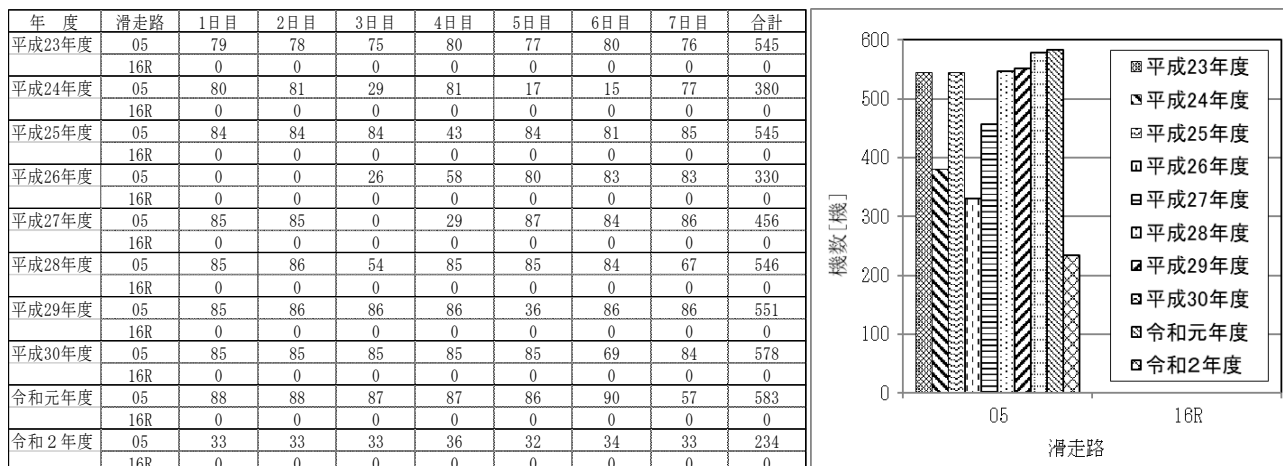 年　度 滑走路 1日目 2日目 3日目 4日目 5日目 6日目 7日目 合計
平成23年度 05 79 78 75 80 77 80 76 545
16R 0 0 0 0 0 0 0 0
平成24年度 05 80 81 29 81 17 15 77 380
16R 0 0 0 0 0 0 0 0
平成25年度 05 84 84 84 43 84 81 85 545
16R 0 0 0 0 0 0 0 0
平成26年度 05 0 0 26 58 80 83 83 330
16R 0 0 0 0 0 0 0 0
平成27年度 05 85 85 0 29 87 84 86 456
16R 0 0 0 0 0 0 0 0
平成28年度 05 85 86 54 85 85 84 67 546
16R 0 0 0 0 0 0 0 0
平成29年度 05 85 86 86 86 36 86 86 551
16R 0 0 0 0 0 0 0 0
平成30年度 05 85 85 85 85 85 69 84 578
16R 0 0 0 0 0 0 0 0
令和元年度 05 88 88 87 87 86 90 57 583
16R 0 0 0 0 0 0 0 0
令和２年度 05 33 33 33 36 32 34 33 234
16R 0 0 0 0 0 0 0 0
600
500
400
300
200
100
0
機数[機]
05 16R
滑走路
平成23年度
平成24年度
平成25年度
平成26年度
平成27年度
平成28年度
平成29年度
平成30年度
令和元年度
令和２年度